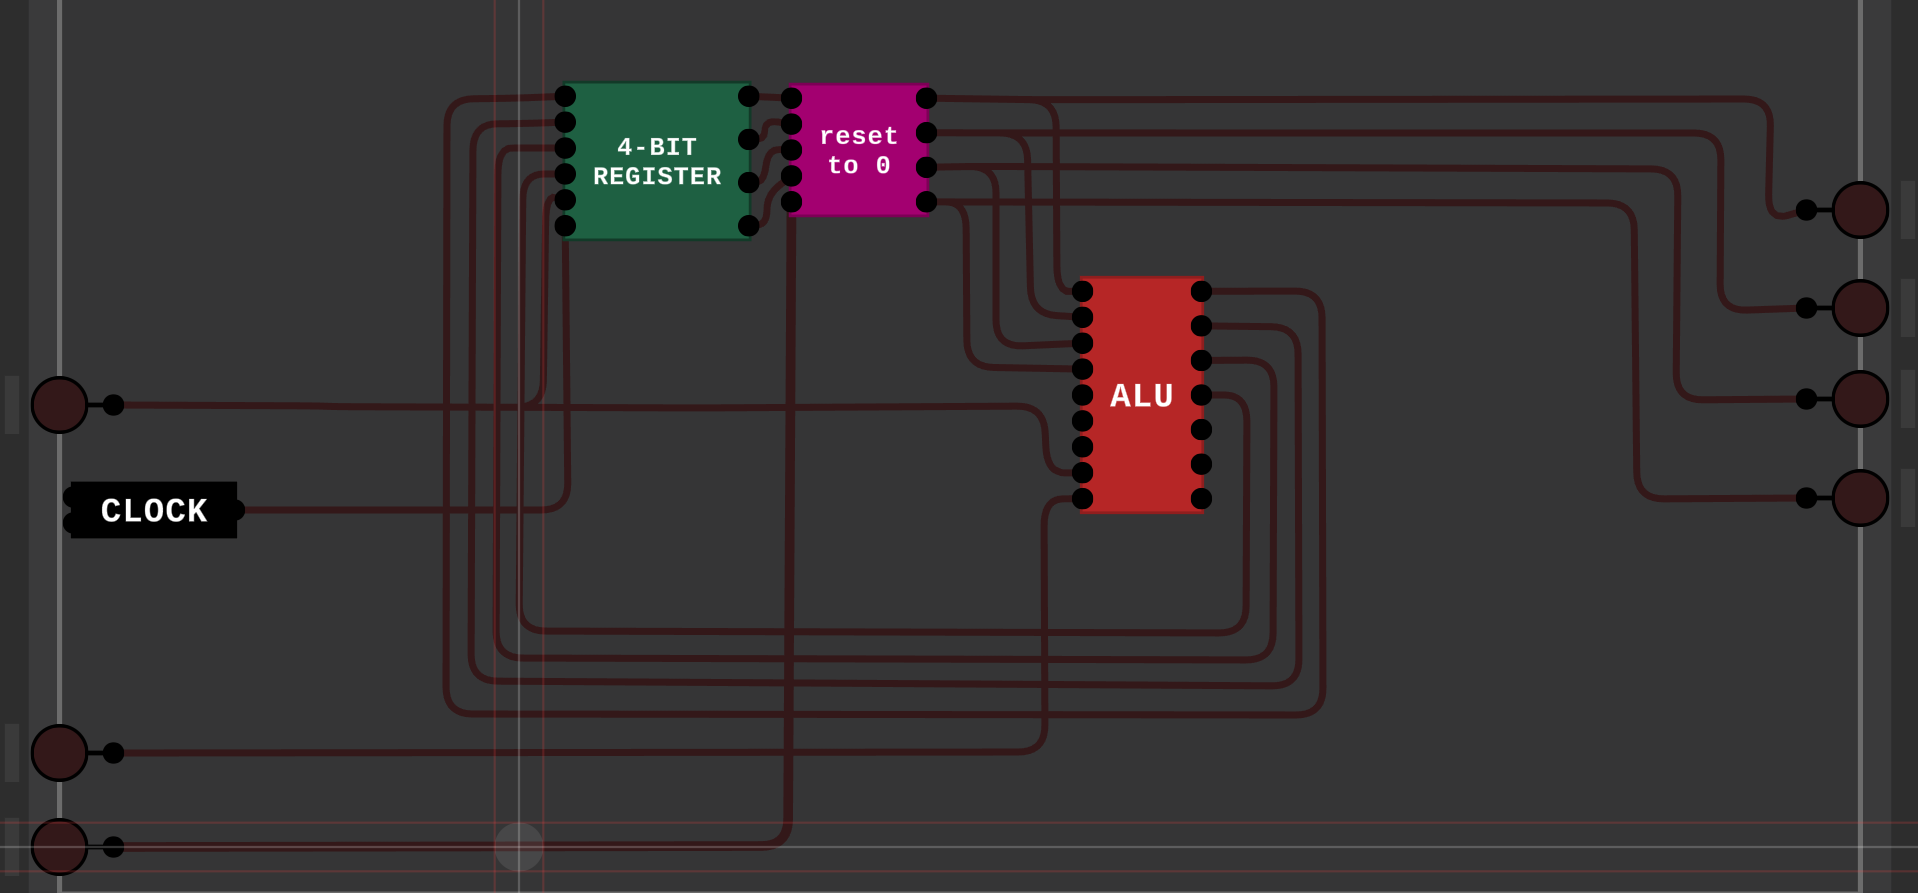 4-BIT
REGISTER
reset
to 0
ALU
CLOCK